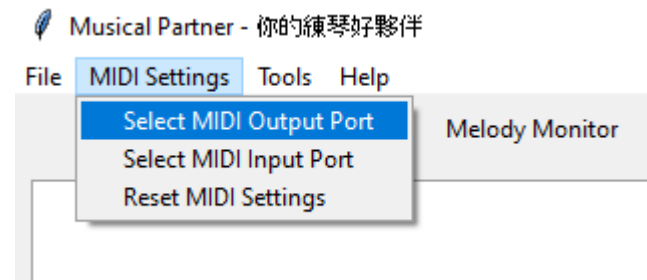 Musical Partner - 你的練琴好夥伴
File MIDI Settings Tools Help
Select MIDI Output Port
Melody Monitor
Select MIDI Input Port
Reset MIDI Settings